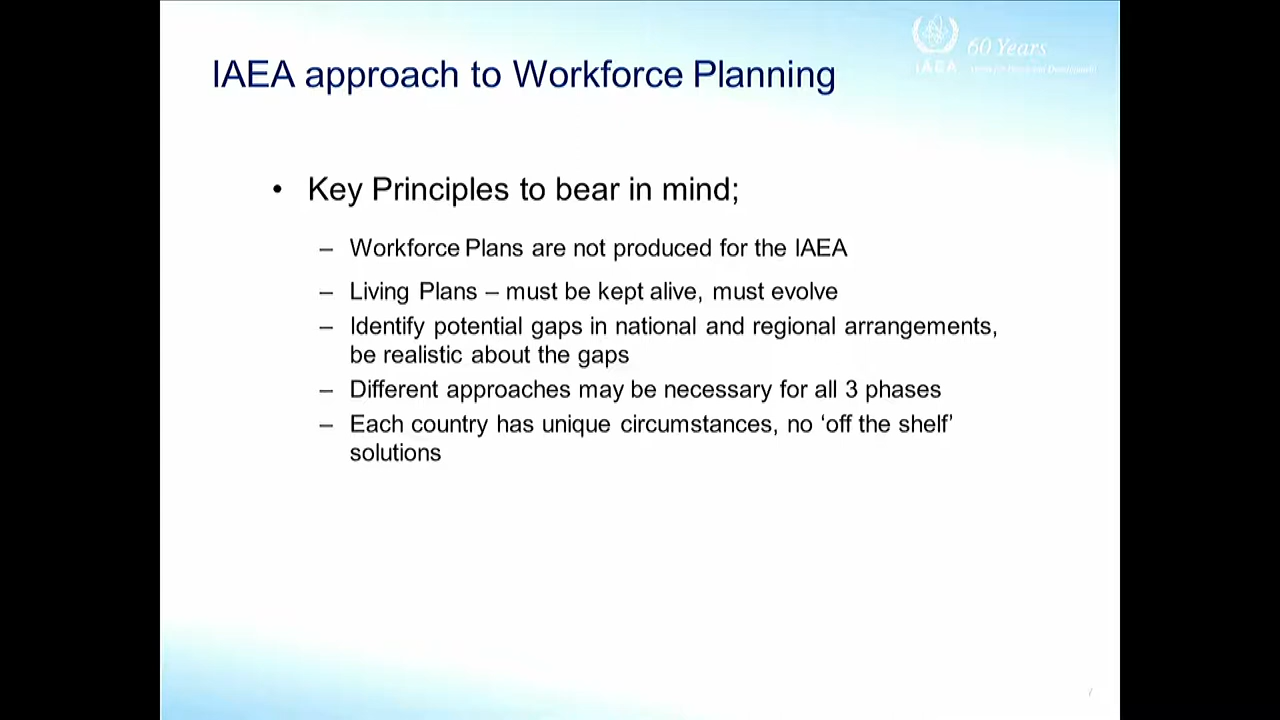 60 Years
IAEA
IAEA approach to Workforce Planning
• Key Principles to bear in mind;
– Workforce Plans are not produced for the IAEA
– Living Plans – must be kept alive, must evolve
– Identify potential gaps in national and regional arrangements,
be realistic about the gaps
– Different approaches may be necessary for all 3 phases
– Each country has unique circumstances, no ‘off the shelf’
solutions